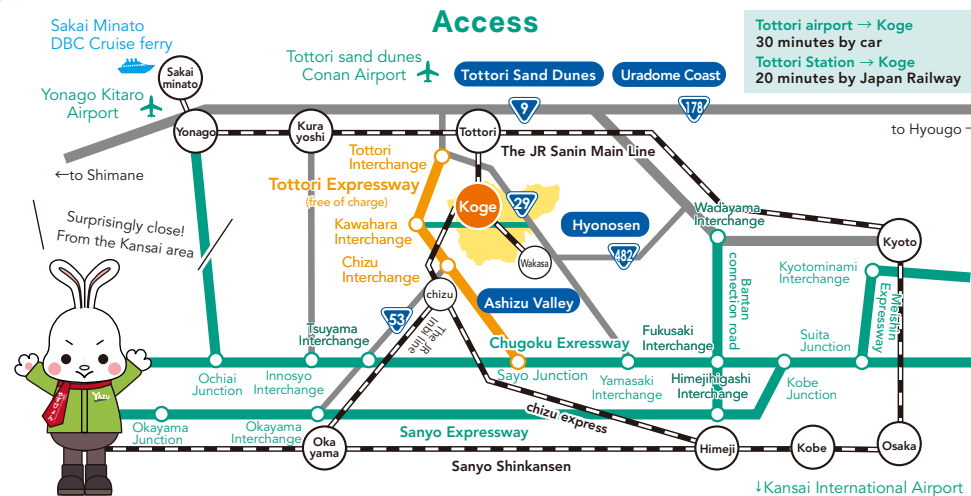 Access
Tottori airport → Koge
30 minutes by car
Tottori Station → Koge
20 minutes by Japan Railway
Sakai Minato
DBC Cruise ferry
Sakai
minato
Tottori sand dunes
Conan Airport
Tottori Sand Dunes
Uradome Coast
Yonago Kitaro
Airport
9
178
Yonago
Kura
yoshi
Tottori
to Hyougo
The JR Sanin Main Line
←to Shimane
Tottori
Interchange
Tottori Expressway
(free of charge)
Koge
29
Wadayama
Interchange
Surprisingly close!
From the Kansai area
Kawahara
Interchange
Hyonosen
Kyoto
482
Wakasa
Chizu
Interchange
Kyotominami
Interchange
chizu
Ashizu Valley
Bantan
connection road
Meishin
Expressway
53
The JR
Inbi line
Tsuyama
Interchange
Chugoku Exressway
Fukusaki
Interchange
Suita
Junction
Ochiai
Junction
Innosyo
Interchange
Sayo Junction
Yamasaki
Interchange
Himejihigashi
Interchange
Kobe
Junction
YAZU
chizu express
Okayama
Junction
Okayama
Interchange
Sanyo Expressway
Oka
yama
Himeji
Kobe
Osaka
Sanyo Shinkansen
↓Kansai International Airport